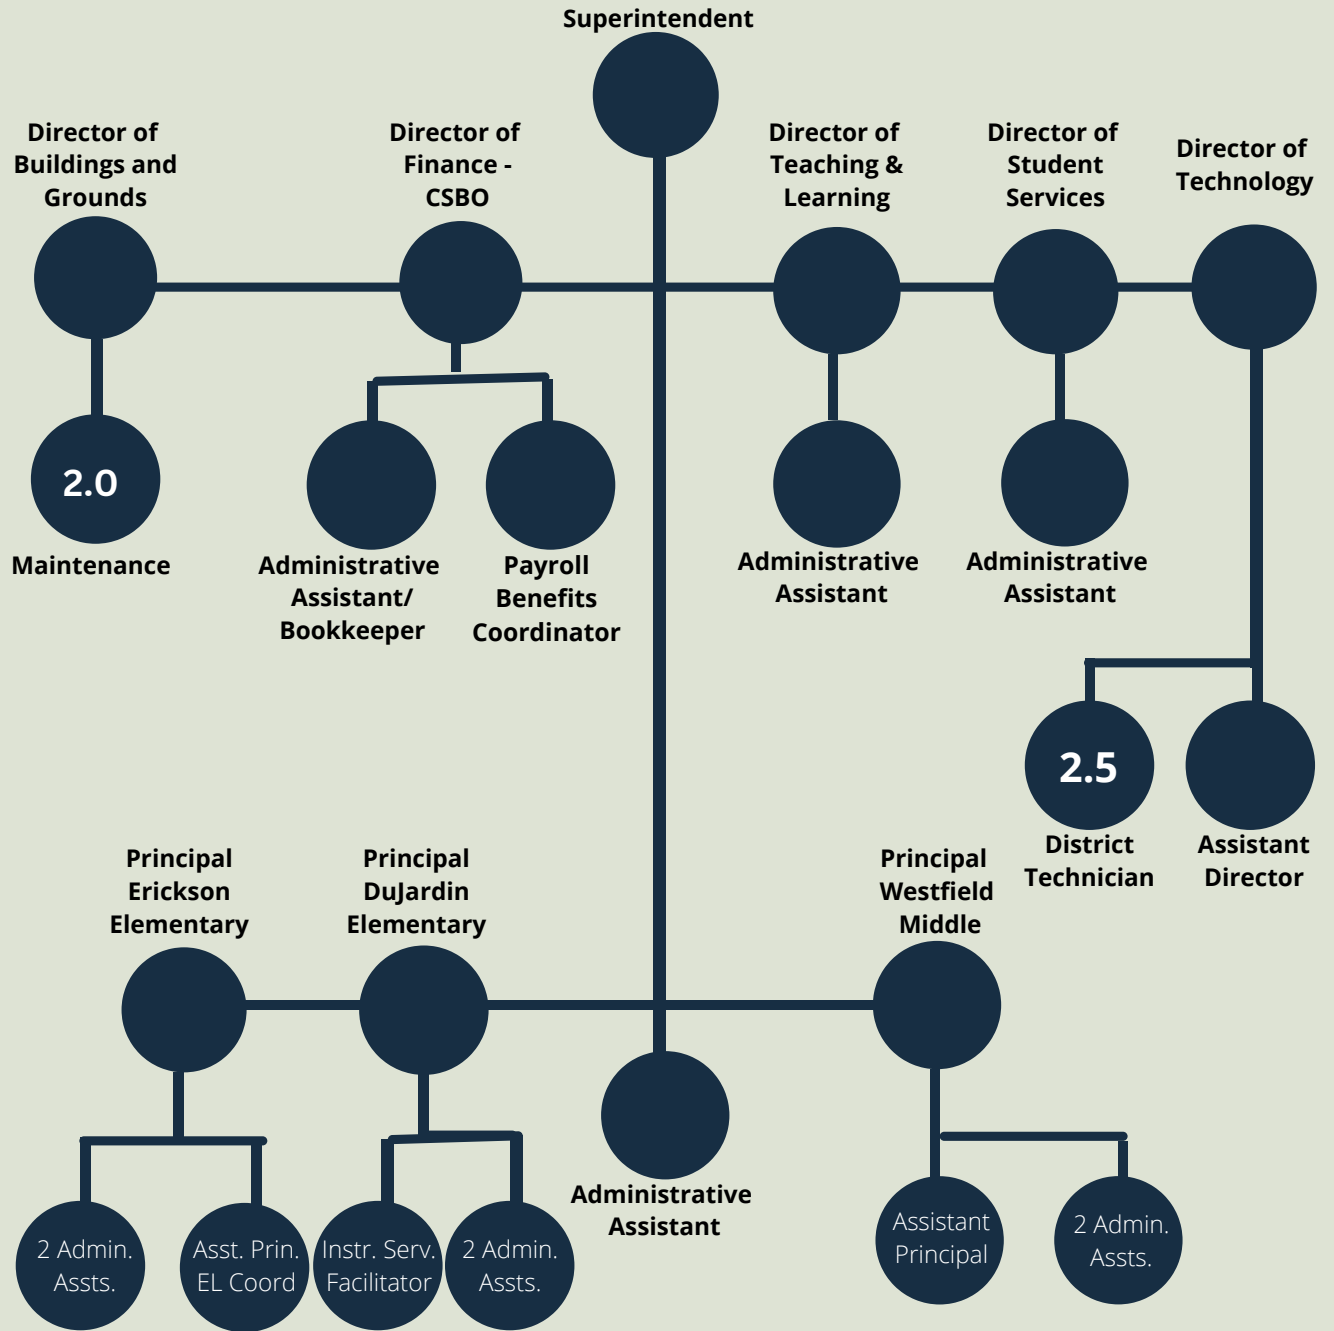 Superintendent
Director of
Buildings and
Grounds
Director of
Finance -
CSBO
Director of
Teaching &
Learning
Director of
Student
Services
Director of
Technology
2.0
Maintenance
Administrative
Assistant/
Bookkeeper
Payroll
Benefits
Coordinator
Administrative
Assistant
Administrative
Assistant
2.5
District
Technician
Assistant
Director
Principal
Erickson
Elementary
Principal
DuJardin
Elementary
Principal
Westfield
Middle
Administrative
Assistant
2 Admin.
Assts.
Asst. Prin.
EL Coord
Instr. Serv.
Facilitator
2 Admin.
Assts.
Assistant
Principal
2 Admin.
Assts.